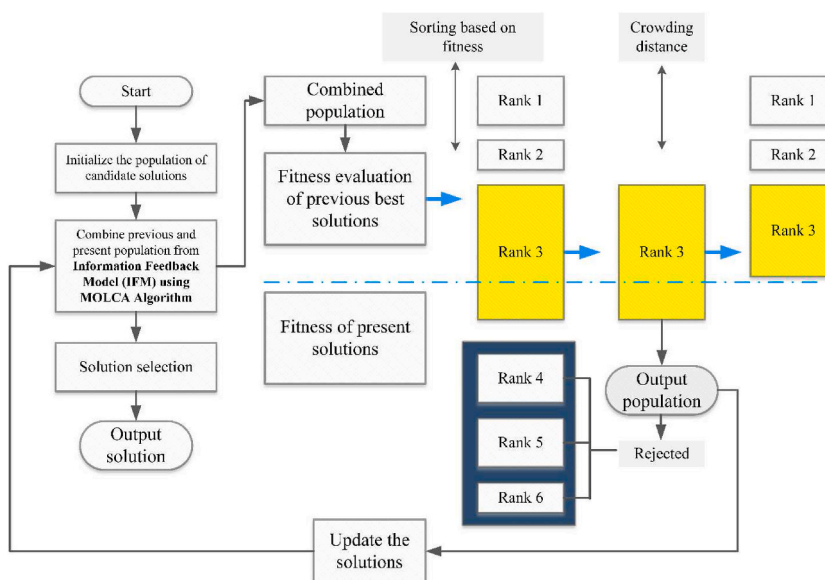 Start
Initialize the population of
candidate solutions
Combine previous and
present population from
Information Feedback
Model (IFM) using
MOLCA Algorithm
Solution selection
Output
solution
Combined
population
Fitness evaluation
of previous best
solutions
Fitness of present
solutions
Sorting based on
fitness
Rank 1
Rank 2
Rank 3
Rank 4
Rank 5
Rank 6
Crowding
distance
Rank 3
Output
population
Rejected
Rank 1
Rank 2
Rank 3
Update the
solutions